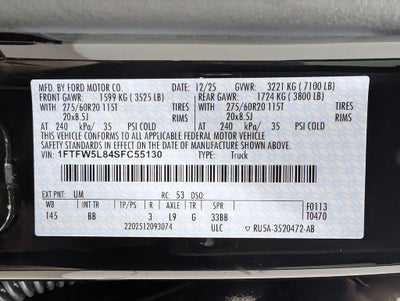 MFD. BY FORD MOTOR CO. 12/25 GVWR: 3221 KG ( 7100 LB)
FRONT GAWR: 1599 KG ( 3525 LB) REAR GAWR: 1724 KG ( 3800 LB)
WITH 275/60R20 115T TIRES WITH 275/60R20 115T TIRES
20x8.5J RIMS 20x8.5J RIMS
AT 240 kPa/ 35 PSI COLD AT 240 kPa/ 35 PSI COLD
THIS VEHICLE CONFORMS TO ALL APPLICABLE FEDERAL MOTOR VEHICLE
SAFETY AND THEFT PREVENTION STANDARDS IN EFFECT ON THE DATE OF MANUFACTURE SHOWN ABOVE.
VIN: 1FTFW5L84SFC55130 TYPE: Truck
EXT PNT: UM RC: 53 DSO:
WB INT TR TP/PS R AXLE TR SPR F0113
145 BB 3 L9 G 33BB T0470
2202512093074 ULC RU5A-3520472-AB